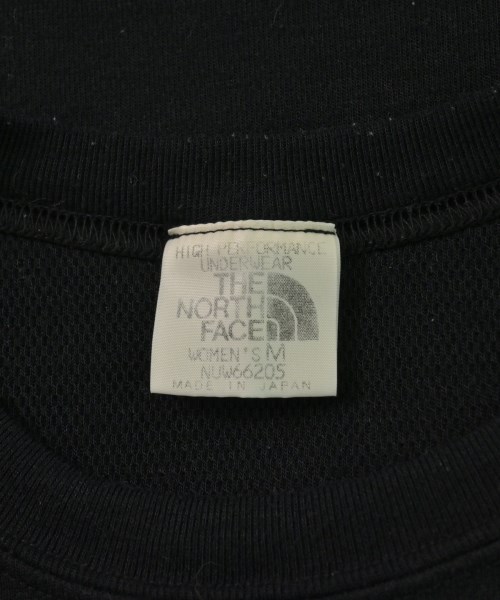 HIGH PERFORMANCE
UNDERWEAR
THE
NORTH
FACE
WOMEN'S M
NUW66205
MADE IN JAPAN